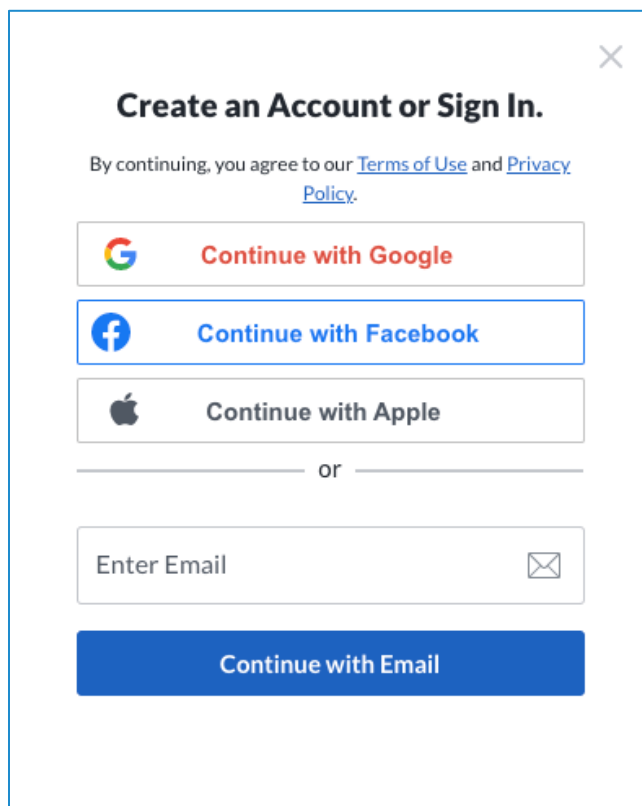 Create an Account or Sign In.
By continuing, you agree to our Terms of Use and Privacy
Policy.
Continue with Google
Continue with Facebook
Continue with Apple
or
Enter Email
Continue with Email